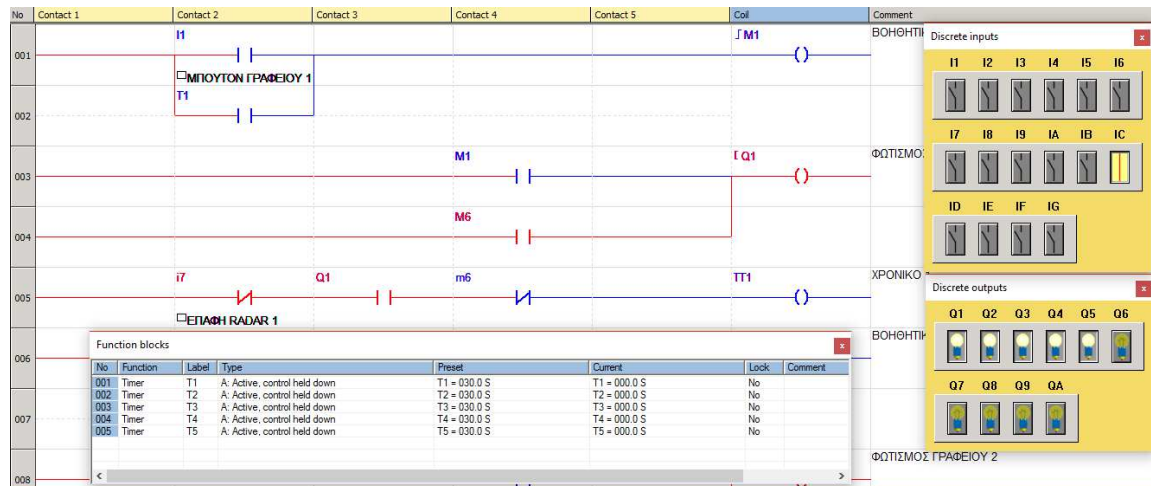 No Contact 1 Contact 2 Contact 3 Contact 4 Contact 5 Coil Comment
I1 M1
001
ΜΠΟΥΤΟΝ ΓΡΑΦΕΙΟΥ 1
T1
002
M1 Q1
003
M6
004
i7 Q1 m6 TT1 ΧΡΟΝΙΚΟ
005
ΕΠΑΦΗ RADAR 1
006
007
ΦΩΤΙΣΜΟΣ ΓΡΑΦΕΙΟΥ 2
008
Function blocks
No Function Label Type Preset Current Lock Comment
001 Timer T1 A: Active, control held down T1 = 030.0 S T1 = 000.0 S No
002 Timer T2 A: Active, control held down T2 = 030.0 S T2 = 000.0 S No
003 Timer T3 A: Active, control held down T3 = 030.0 S T3 = 000.0 S No
004 Timer T4 A: Active, control held down T4 = 030.0 S T4 = 000.0 S No
005 Timer T5 A: Active, control held down T5 = 030.0 S T5 = 000.0 S No
Discrete inputs
I1 I2 I3 I4 I5 I6
I7 I8 I9 IA IB IC
ID IE IF IG
Discrete outputs
Q1 Q2 Q3 Q4 Q5 Q6
Q7 Q8 Q9 QA